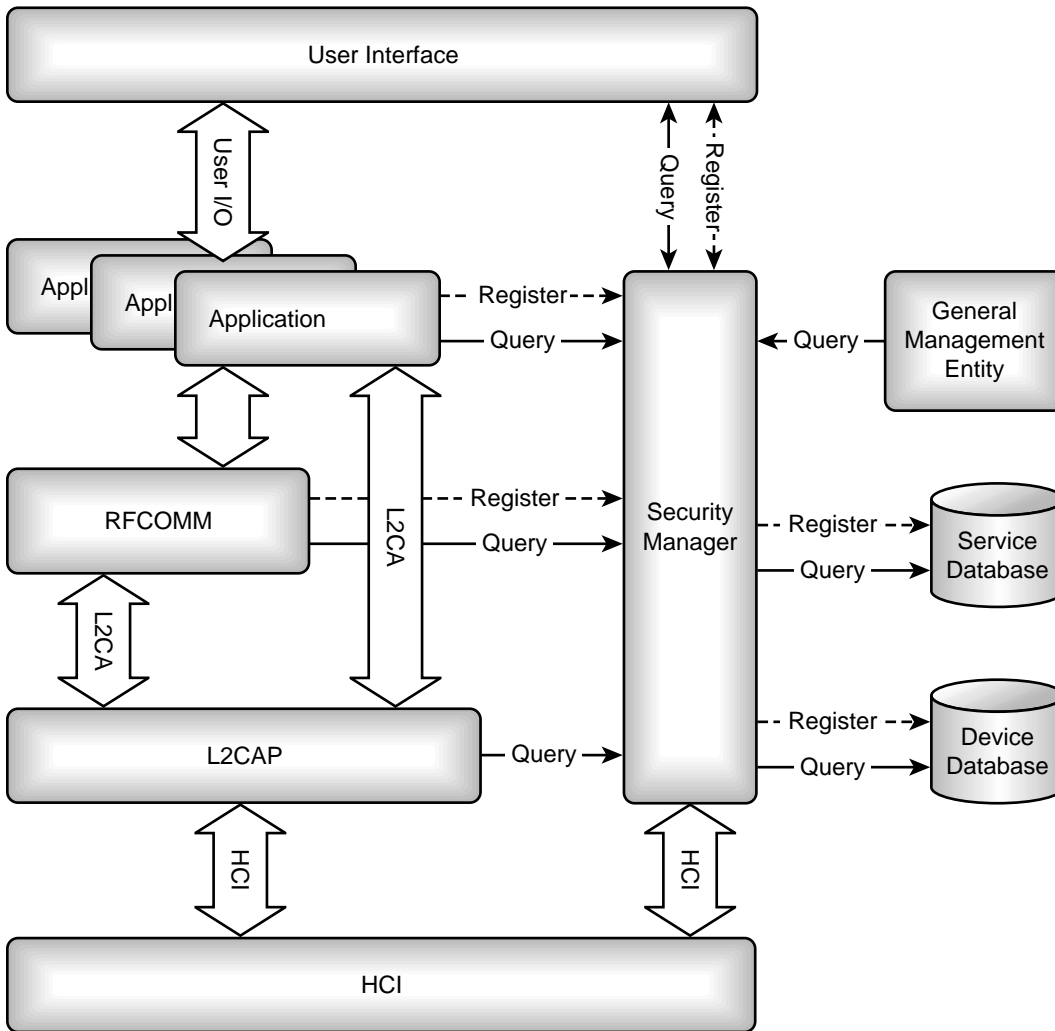 User Interface
User I/O
Query
Register
Appl
Appl
Application
Register
Query
Query
General
Management
Entity
RFCOMM
Register
Query
L2CA
Security
Manager
Register
Query
Service
Database
L2CA
L2CAP
Query
Register
Query
Device
Database
HCI
HCI
HCI